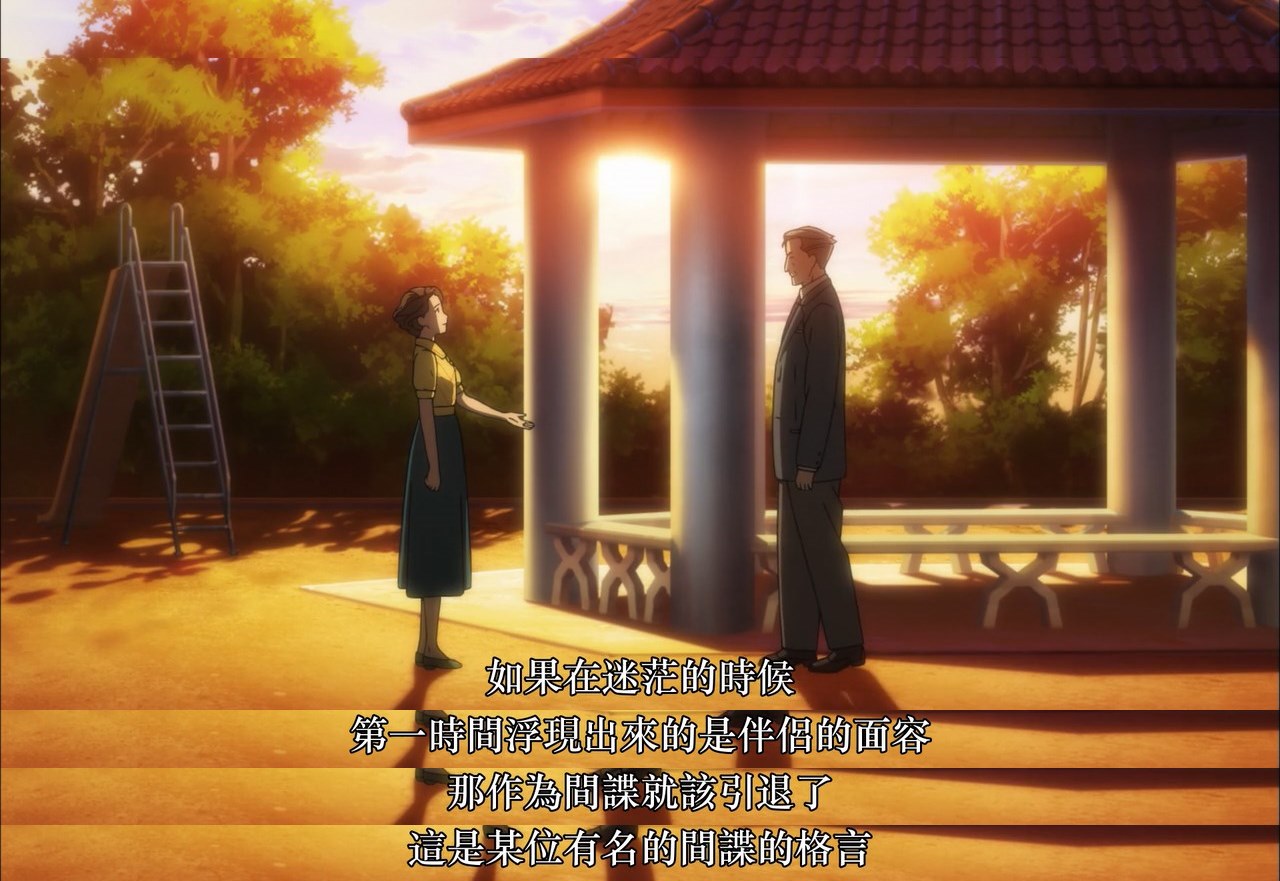 如果在迷茫的時候
第一時間浮現出來的是伴侶的面容
那作為間諜就該引退了
這是某位有名的間諜的格言